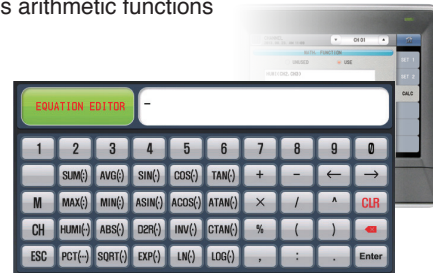 s arithmetic functions
CH 01
MATH. FUNCTION
UNUSED USE
SET 1
SET 2
CALC
EQUATION EDITOR -
1 2 3 4 5 6 7 8 9 0
SUM(:) AVG(:) SIN(:) COS(:) TAN(:) + - ← →
M MAX(:) MIN(:) ASIN(:) ACOS(:) ATAN(:) × / ^ CLR
CH HUMI(--) ABS(:) D2R(:) INV(:) CTAN(:) % ( )
ESC PCT(--) SQRT(:) EXP(:) LN(:) LOG(:) , : . Enter